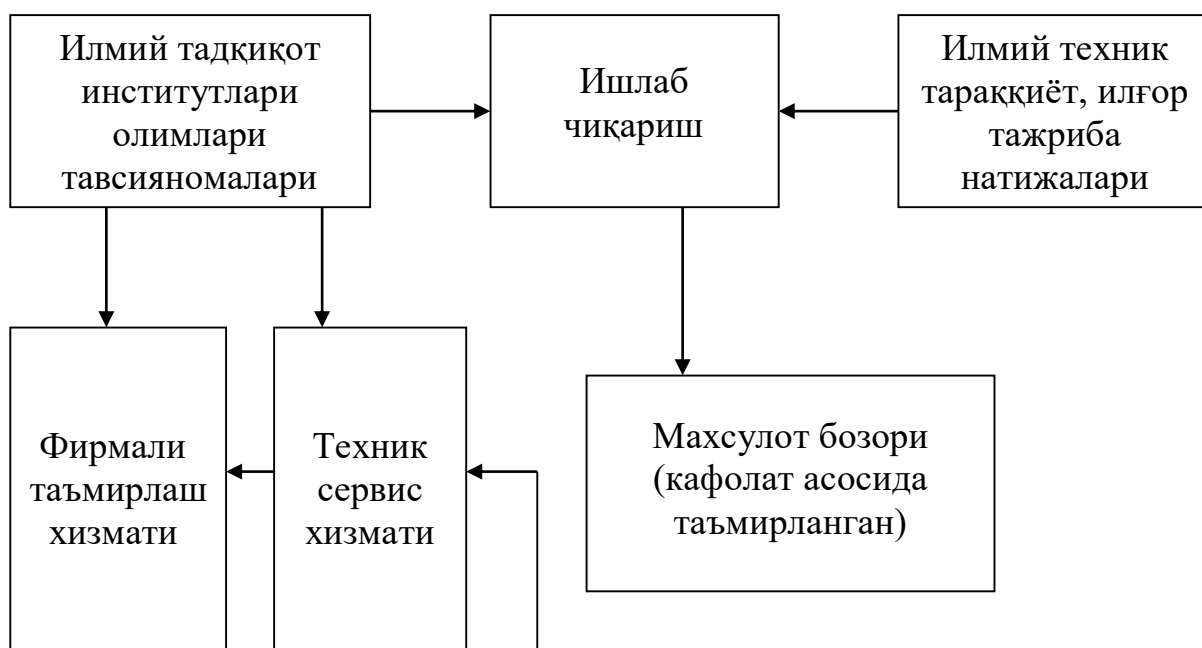 Илмий тадқиқот
институтлари
олимлари
тавсияномалари
Ишлаб
чиқариш
Илмий техник
тараққиёт, илғор
тажриба
натижалари
Фирмали
таъмирлаш
хизмати
Техник
сервис
хизмати
Махсулот бозори
(кафолат асосида
таъмирланган)